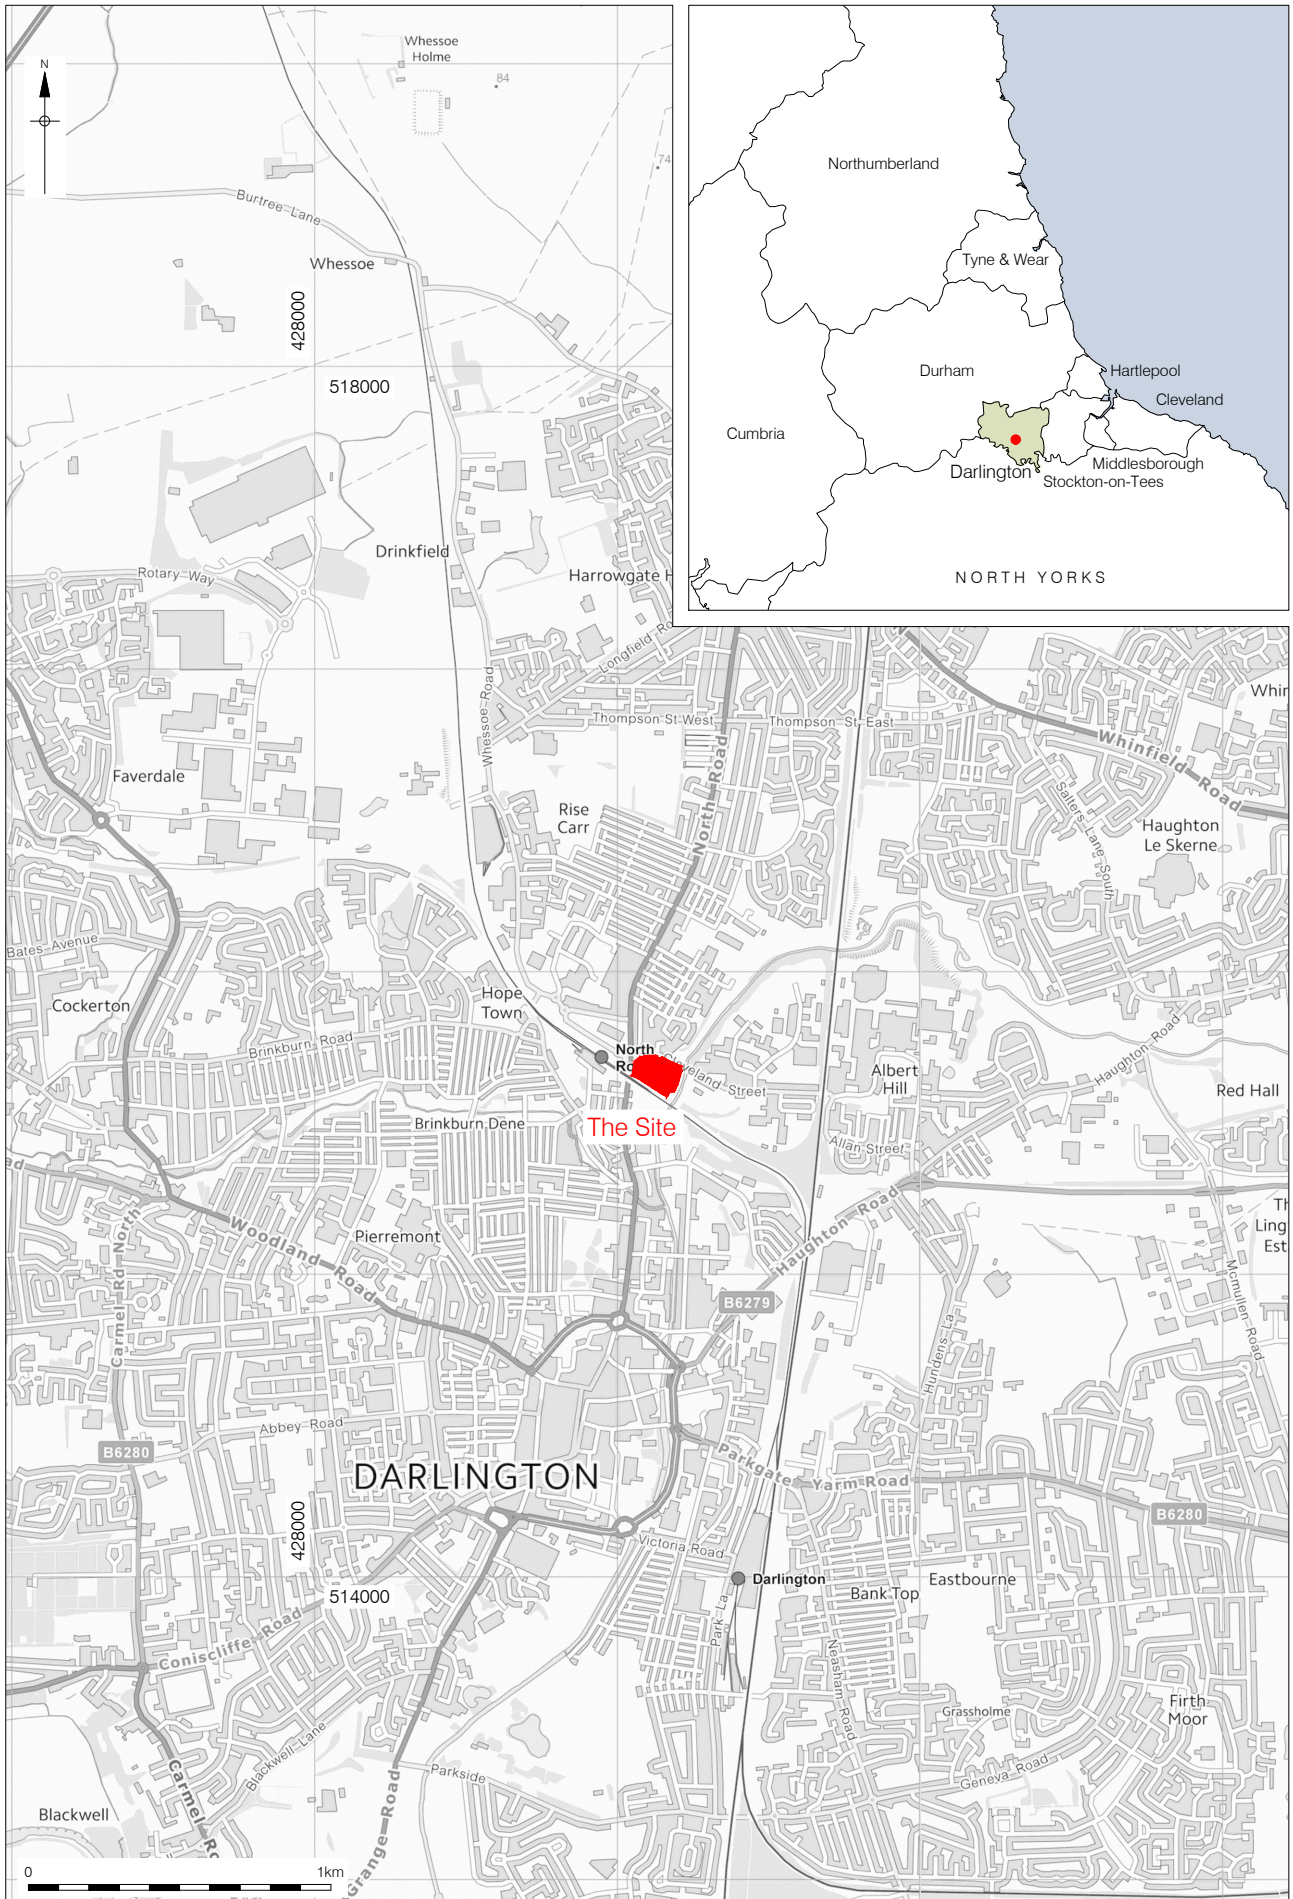 Whessoe
Holme
84
N
74
Burtree Lane
Whessoe
428000
518000
Drinkfield
Rotary Way
Harrowgate H
Longfield Ro
Whessoe Road
Thompson St West
Thompson St East
North Road
Whinfield Road
Whin
Salters Lane South
Haughton
Le Skerne
Faverdale
Rise
Carr
Bates Avenue
Cockerton
Hope
Town
Brinkburn Road
North
Ro
Cleveland Street
The Site
Albert
Hill
Haughton Road
Red Hall
Allan Street
Brinkburn Dene
ad
Carmel Rd North
Woodland Road
Pierremont
Haughton Road
B6279
Th
Ling
Est
Mcmullen Road
Hundens La
Abbey Road
B6280
DARLINGTON
Parkgate
Yarm Road
B6280
428000
514000
Victoria Road
Darlington
Bank Top
Eastbourne
Park La
Neasham Road
Coniscliffe Road
Blackwell Lane
Grassholme
Firth
Moor
Geneva Road
Parkside
Carmel Ro
Grange Road
Blackwell
0
1km
Northumberland
Tyne & Wear
Durham
Hartlepool
Cleveland
Cumbria
Darlington
Middlesborough
Stockton-on-Tees
NORTH YORKS